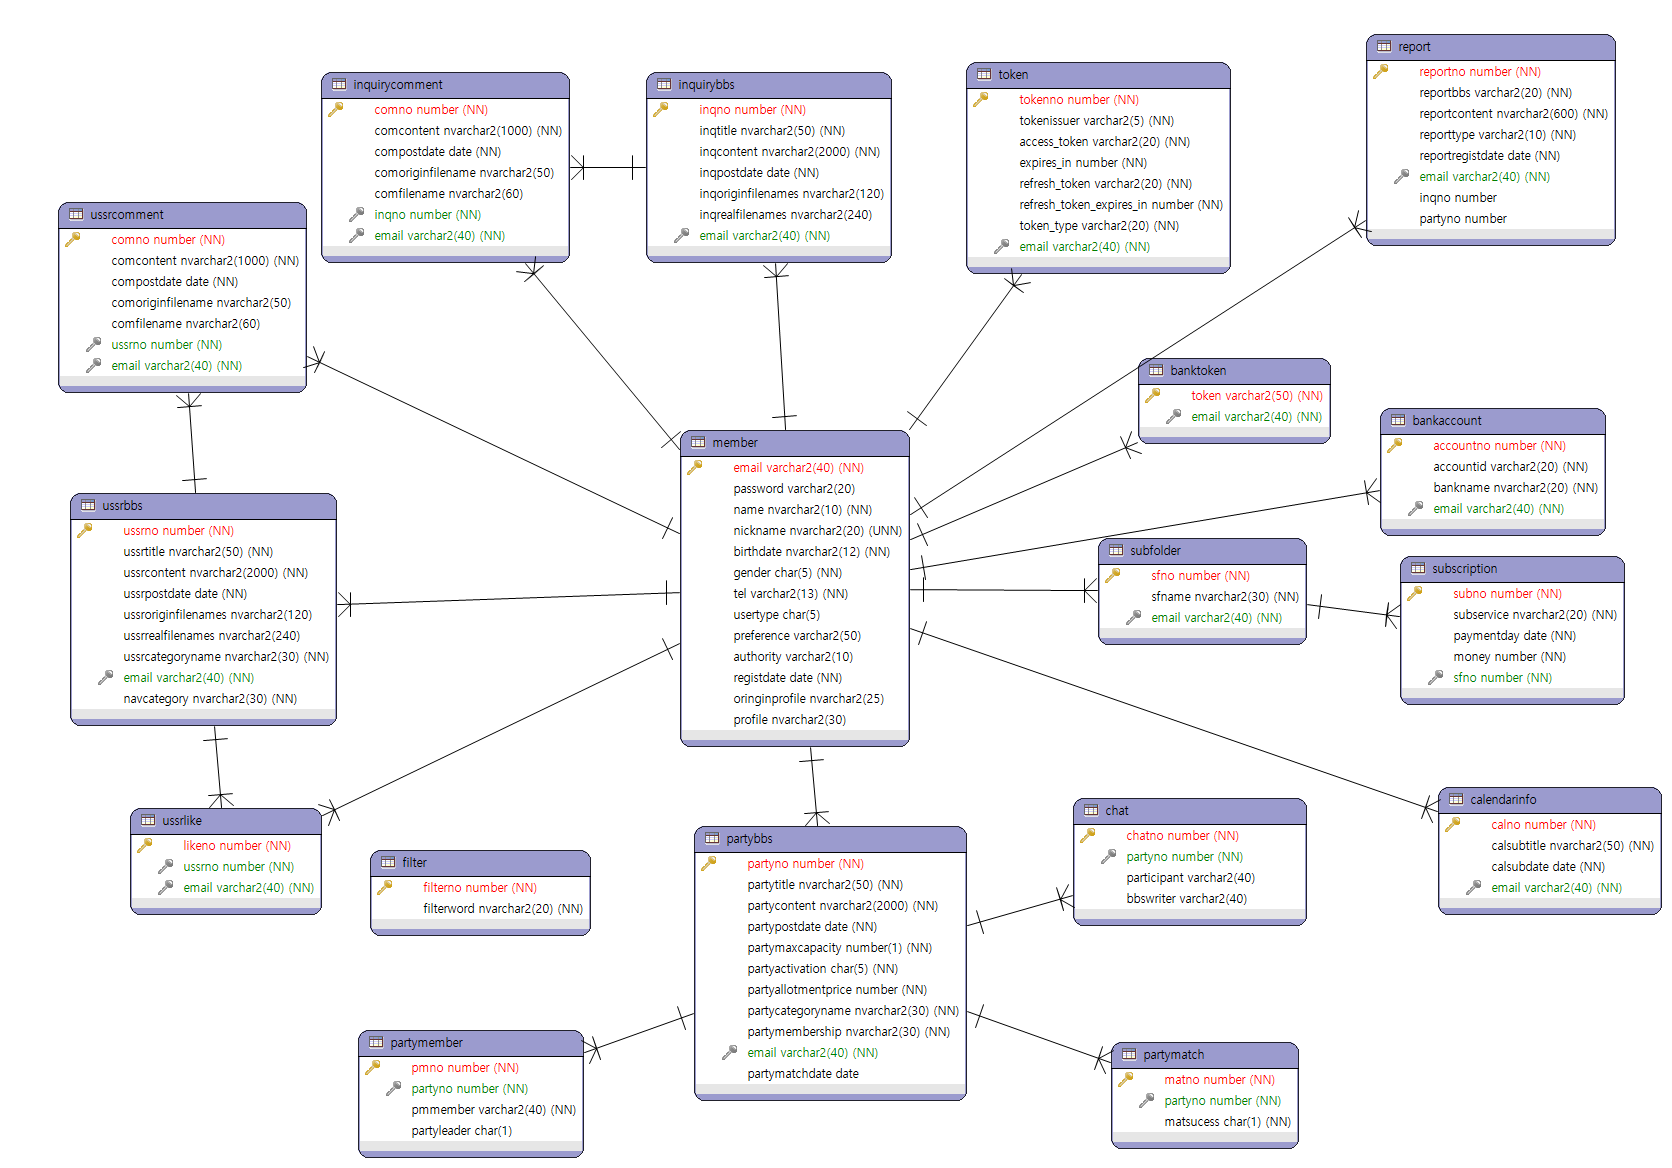 report
reportno number (NN)
reportbbs varchar2(20) (NN)
reportcontent nvarchar2(600) (NN)
reporttype varchar2(10) (NN)
reportregistdate date (NN)
email varchar2(40) (NN)
inqno number
partyno number
inquirycomment
comno number (NN)
comcontent nvarchar2(1000) (NN)
compostdate date (NN)
comoriginfilename nvarchar2(50)
comfilename nvarchar2(60)
inqno number (NN)
email varchar2(40) (NN)
inquirybbs
inqno number (NN)
inqtitle nvarchar2(50) (NN)
inqcontent nvarchar2(2000) (NN)
inqpostdate date (NN)
inqoriginfilenames nvarchar2(120)
inqrealfilenames nvarchar2(240)
email varchar2(40) (NN)
token
tokenno number (NN)
tokenissuer varchar2(5) (NN)
access_token varchar2(20) (NN)
expires_in number (NN)
refresh_token varchar2(20) (NN)
refresh_token_expires_in number (NN)
token_type varchar2(20) (NN)
email varchar2(40) (NN)
ussrcomment
comno number (NN)
comcontent nvarchar2(1000) (NN)
compostdate date (NN)
comoriginfilename nvarchar2(50)
comfilename nvarchar2(60)
ussrno number (NN)
email varchar2(40) (NN)
banktoken
token varchar2(50) (NN)
email varchar2(40) (NN)
bankaccount
accountno number (NN)
accountid varchar2(20) (NN)
bankname nvarchar2(20) (NN)
email varchar2(40) (NN)
member
email varchar2(40) (NN)
password varchar2(20)
name nvarchar2(10) (NN)
nickname nvarchar2(20) (UNN)
birthdate nvarchar2(12) (NN)
gender char(5) (NN)
tel varchar2(13) (NN)
usertype char(5)
preference varchar2(50)
authority varchar2(10)
registdate date (NN)
oringinprofile nvarchar2(25)
profile nvarchar2(30)
ussrbbs
ussrno number (NN)
ussrtitle nvarchar2(50) (NN)
ussrcontent nvarchar2(2000) (NN)
ussrpostdate date (NN)
ussroriginfilenames nvarchar2(120)
ussrrealfilenames nvarchar2(240)
ussrcategoryname nvarchar2(30) (NN)
email varchar2(40) (NN)
navcategory nvarchar2(30) (NN)
subfolder
sfno number (NN)
sfname nvarchar2(30) (NN)
email varchar2(40) (NN)
subscription
subno number (NN)
subservice nvarchar2(20) (NN)
paymentday date (NN)
money number (NN)
sfno number (NN)
calendarinfo
calno number (NN)
calsubtitle nvarchar2(50) (NN)
calsubdate date (NN)
email varchar2(40) (NN)
chat
chatno number (NN)
partyno number (NN)
participant varchar2(40)
bbswriter varchar2(40)
ussrlike
likeno number (NN)
ussrno number (NN)
email varchar2(40) (NN)
filter
filterno number (NN)
filterword nvarchar2(20) (NN)
partybbs
partyno number (NN)
partytitle nvarchar2(50) (NN)
partycontent nvarchar2(2000) (NN)
partypostdate date (NN)
partymaxcapacity number(1) (NN)
partyactivation char(5) (NN)
partyallotmentprice number (NN)
partycategoryname nvarchar2(30) (NN)
partymembership nvarchar2(30) (NN)
email varchar2(40) (NN)
partymatchdate date
partymember
pmno number (NN)
partyno number (NN)
pmmember varchar2(40) (NN)
partyleader char(1)
partymatch
matno number (NN)
partyno number (NN)
matsucess char(1) (NN)